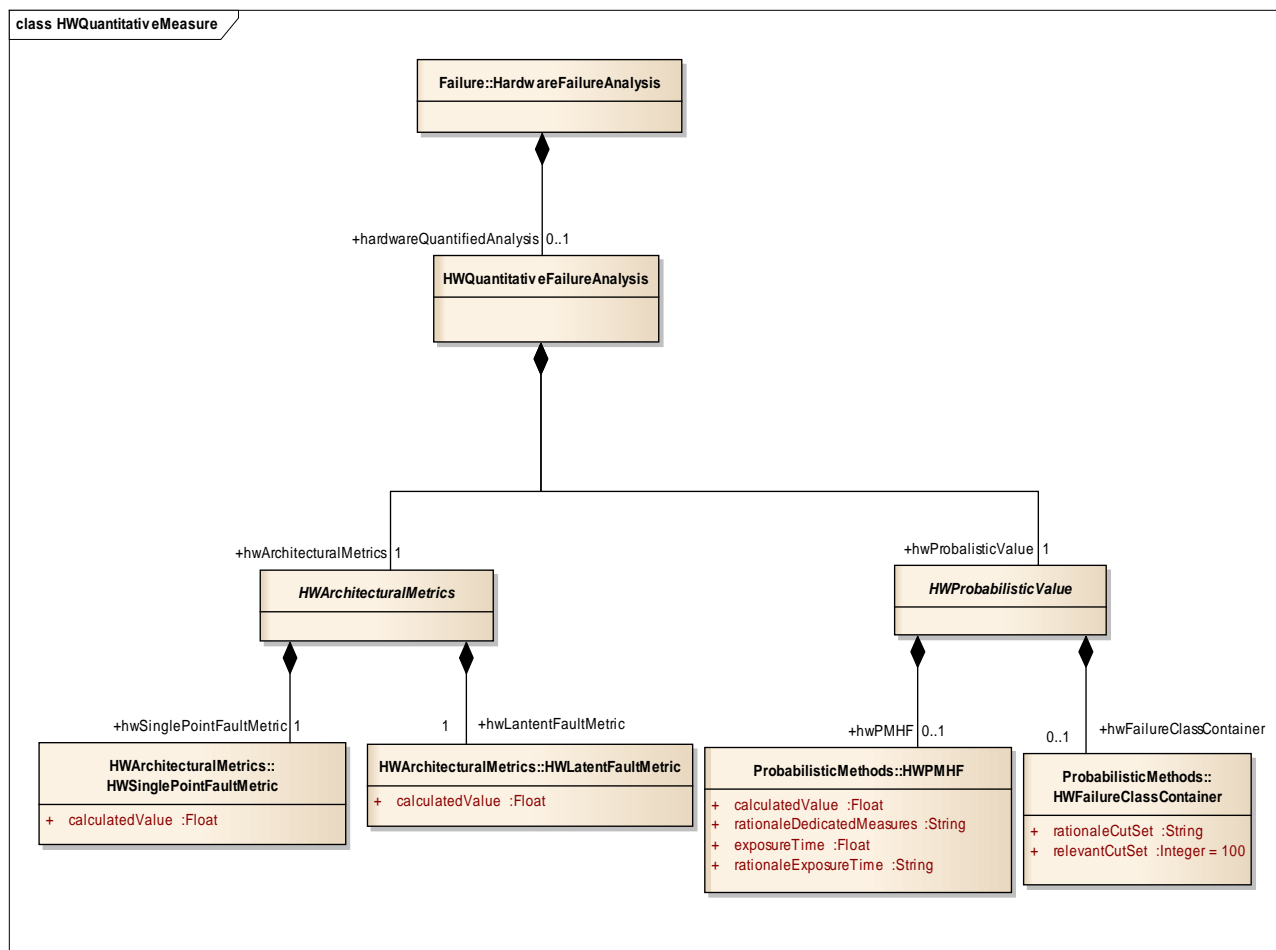 class HWQuantitativeMeasure
Failure::HardwareFailureAnalysis
+hardwareQuantifiedAnalysis 0..1
HWQuantitativeFailureAnalysis
+hwArchitecturalMetrics 1
HWArchitecturalMetrics
+hwProbalisticValue 1
HWProbabilisticValue
+hwSinglePointFaultMetric 1
HWArchitecturalMetrics::
HWSinglePointFaultMetric
+ calculatedValue :Float
1 +hwLantentFaultMetric
HWArchitecturalMetrics::HWLatentFaultMetric
+ calculatedValue :Float
+hwPMHF 0..1
ProbabilisticMethods::HWPMHF
+ calculatedValue :Float
+ rationaleDedicatedMeasures :String
+ exposureTime :Float
+ rationaleExposureTime :String
+hwFailureClassContainer
0..1
ProbabilisticMethods::
HWFailureClassContainer
+ rationaleCutSet :String
+ relevantCutSet :Integer = 100